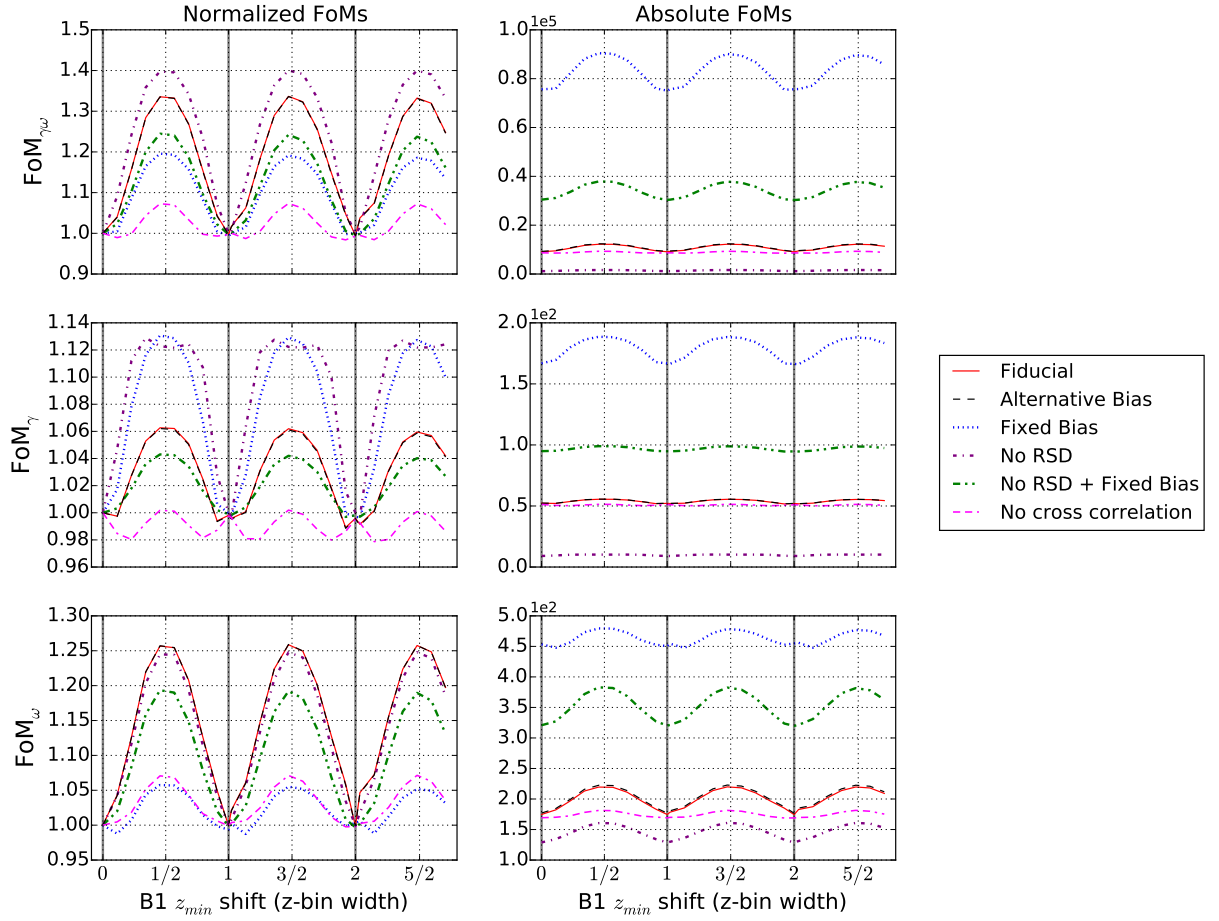 Normalized FoMs
Absolute FoMs
1e5
1.5
1.4
1.3
1.2
1.1
1.0
0.9
FoMγω
1.0
0.8
0.6
0.4
0.2
0.0
1e2
1.14
1.12
1.10
1.08
1.06
1.04
1.02
1.00
0.98
0.96
FoMγ
2.0
1.5
1.0
0.5
0.0
Fiducial
Alternative Bias
Fixed Bias
No RSD
No RSD + Fixed Bias
No cross correlation
1e2
1.30
1.25
1.20
1.15
1.10
1.05
1.00
0.95
FoMω
5.0
4.5
4.0
3.5
3.0
2.5
2.0
1.5
1.0
0 1/2 1 3/2 2 5/2
0 1/2 1 3/2 2 5/2
B1 zmin shift (z-bin width)
B1 zmin shift (z-bin width)